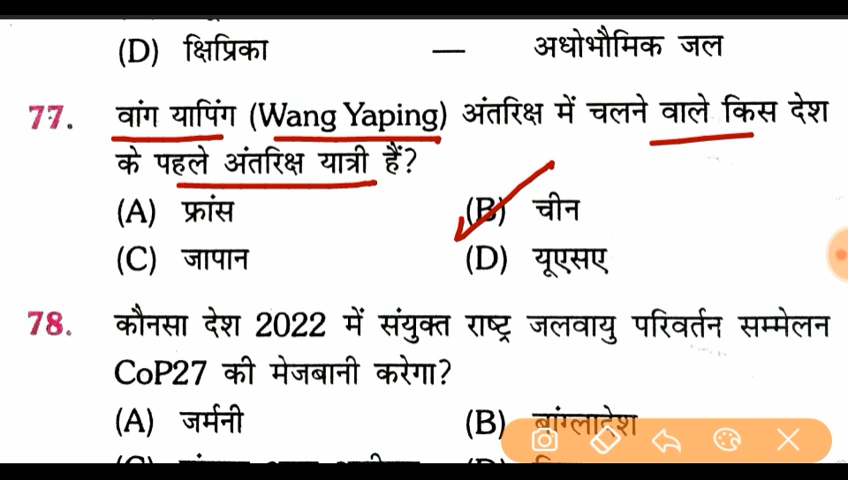 (D) क्षिप्रिका — अधोभौमिक जल
77. वांग यापिंग (Wang Yaping) अंतरिक्ष में चलने वाले किस देश
के पहले अंतरिक्ष यात्री हैं?
(A) फ्रांस (B) चीन
(C) जापान (D) यूएसए
78. कौनसा देश 2022 में संयुक्त राष्ट्र जलवायु परिवर्तन सम्मेलन
CoP27 की मेजबानी करेगा?
(A) जर्मनी (B) बांग्लादेश